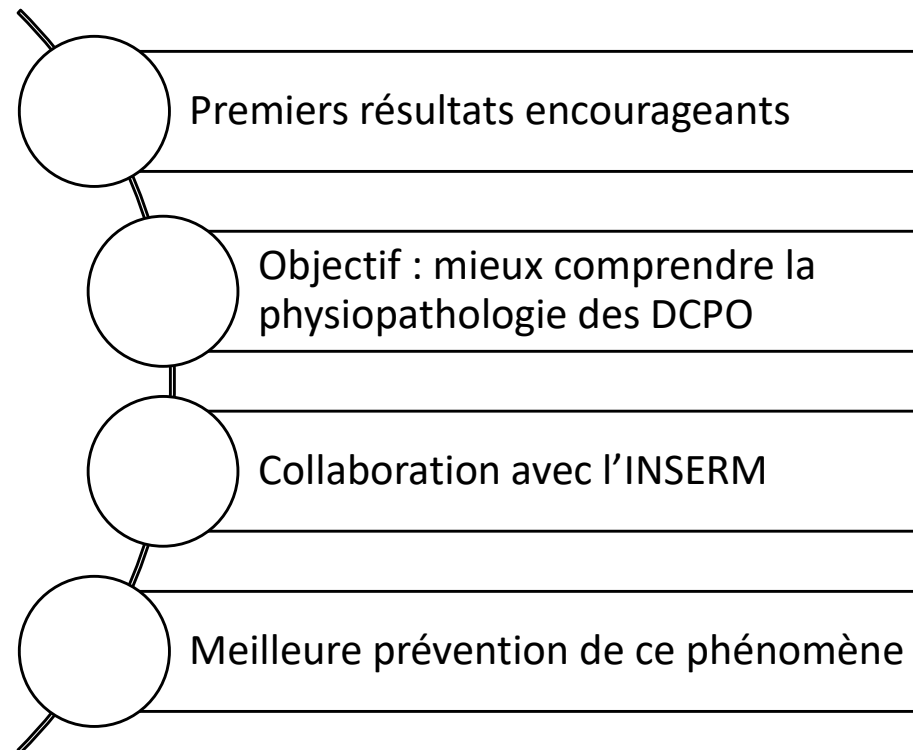 Premiers résultats encourageants
Objectif : mieux comprendre la
physiopathologie des DCPO
Collaboration avec l’INSERM
Meilleure prévention de ce phénomène